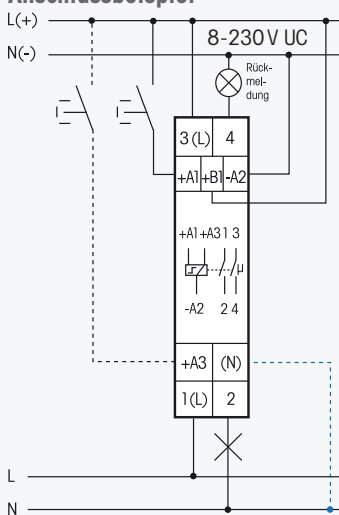 Anschlussbeispiel
L(+)
8-230 V UC
N(-)
Rück-
mel-
dung
3 (L) 4
+A1 +B1 -A2
+A1 +A3 1 3
μ
-A2 2 4
+A3 (N)
1 (L) 2
L
N